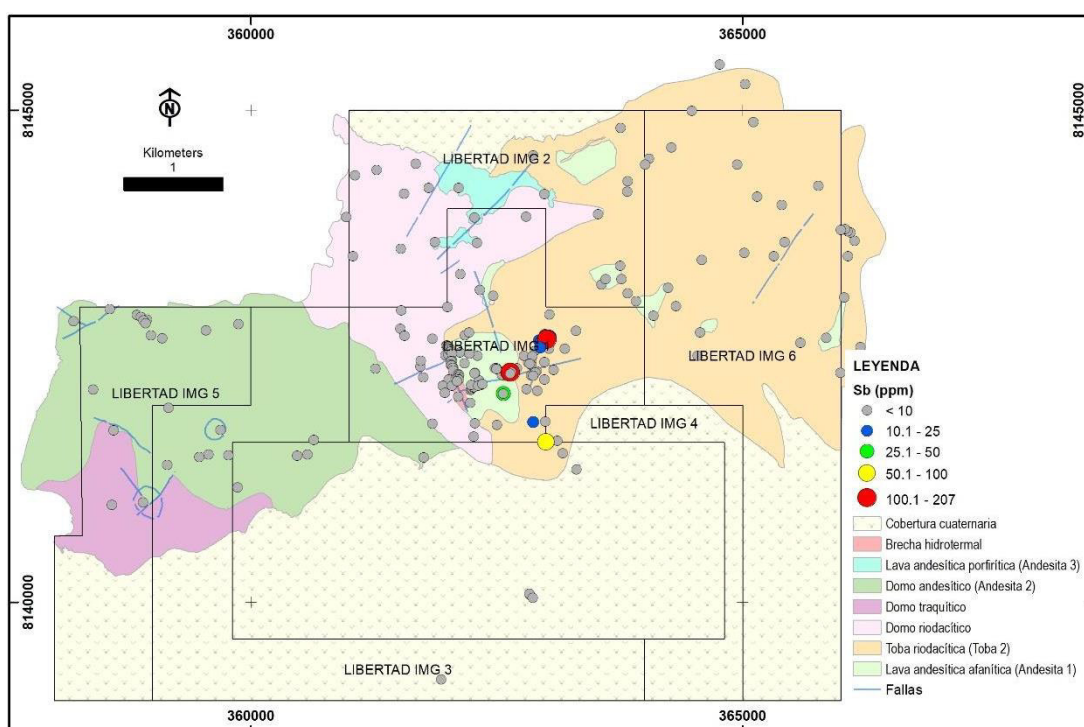 360000
365000
8145000
8145000
N
Kilometers
1
LIBERTAD IMG 2
LIBERTAD IMG 1
LIBERTAD IMG 6
LIBERTAD IMG 5
LIBERTAD IMG 4
LIBERTAD IMG 3
LEYENDA
Sb (ppm)
< 10
10.1 - 25
25.1 - 50
50.1 - 100
100.1 - 207
Cobertura cuaternaria
Brecha hidrotermal
Lava andesítica porfirítica (Andesita 3)
Domo andesítico (Andesita 2)
Domo traquítico
Domo riodacítico
Toba riodacítica (Toba 2)
Lava andesítica afanítica (Andesita 1)
Fallas
8140000
8140000
360000
365000